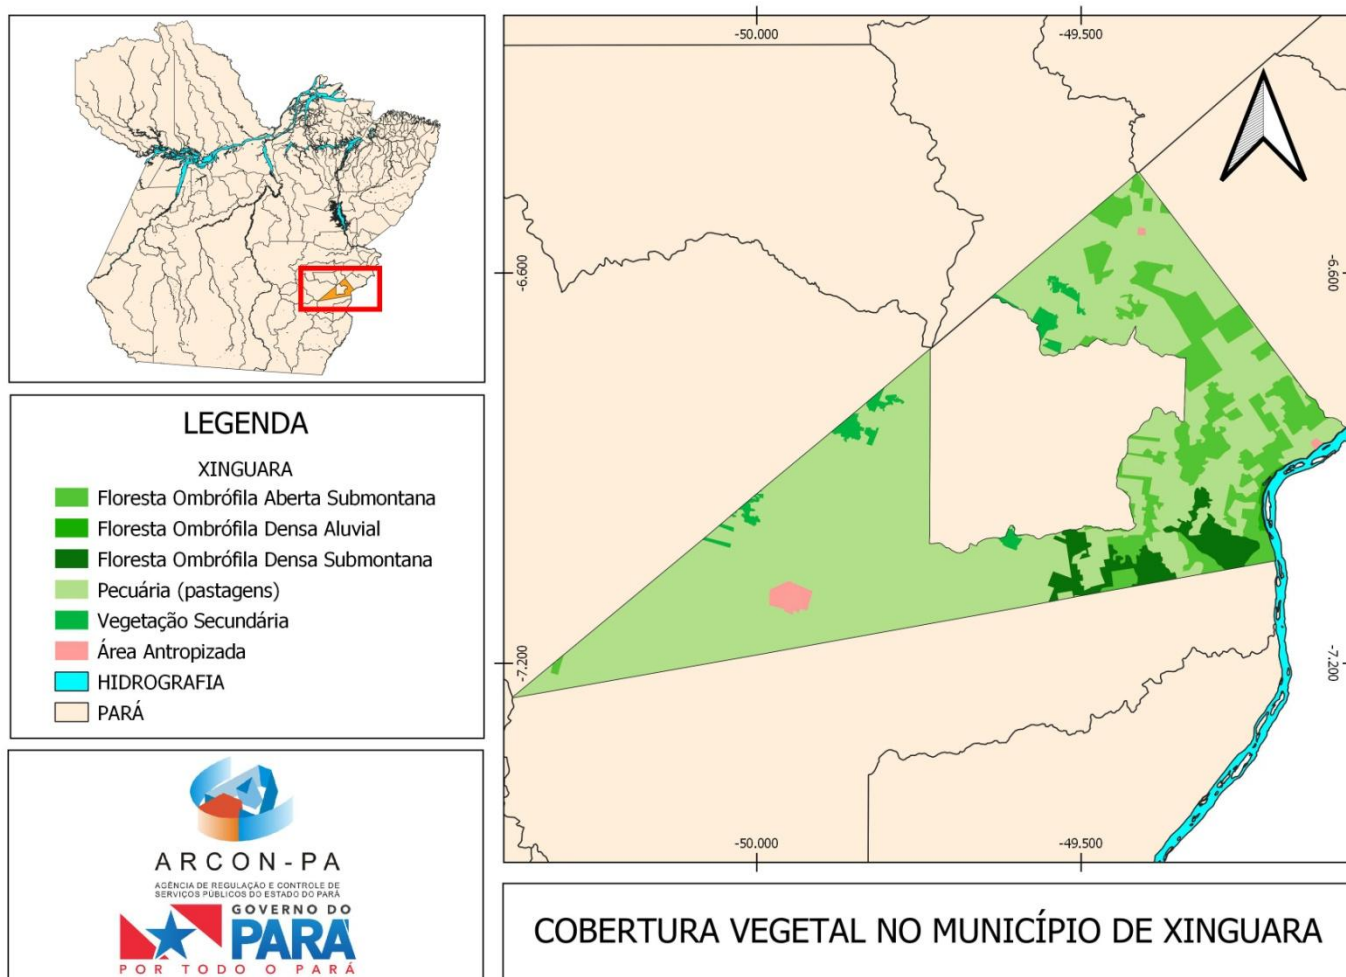 -50.000
-49.500
-6.600
-6.600
-7.200
-7.200
-50.000
-49.500
LEGENDA
XINGUARA
Floresta Ombrófila Aberta Submontana
Floresta Ombrófila Densa Aluvial
Floresta Ombrófila Densa Submontana
Pecuária (pastagens)
Vegetação Secundária
Área Antropizada
HIDROGRAFIA
PARÁ
ARCON-PA
AGÊNCIA DE REGULAÇÃO E CONTROLE DE
SERVIÇOS PÚBLICOS DO ESTADO DO PARÁ
GOVERNO DO
PARÁ
POR TODO O PARÁ
COBERTURA VEGETAL NO MUNICÍPIO DE XINGUARA